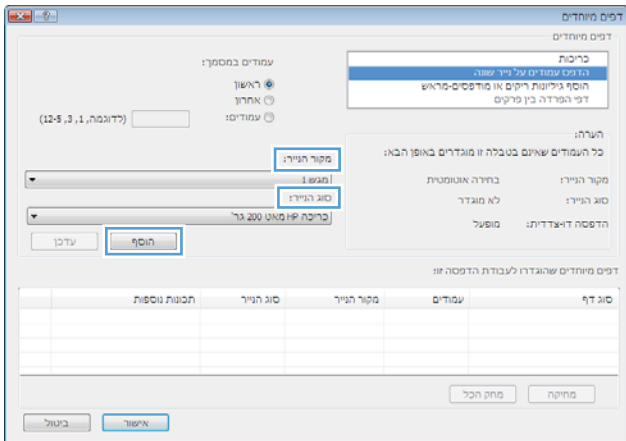 דפים מיוחדים
דפים מיוחדים
כריכות
הדפס עמודים על נייר שונה
הוסף גיליונות ריקים או מודפסים-מראש
דפי הפרדה בין פרקים
עמודים במסמך:
ראשון
אחרון
עמודים:
(לדוגמה, 1, 3, 12-5)
הערה:
כל העמודים שאינם בטבלה זו מוגדרים באופן הבא:
מקור הנייר: בחירה אוטומטית
סוג הנייר: לא מוגדר
הדפסה דו-צדדית: מופעל
מקור הנייר:
מגש 1
סוג הנייר:
כריכה HP מאט 200 גר'
הוסף
עדכן
דפים מיוחדים שהוגדרו לעבודת הדפסה זו:
סוג דף עמודים מקור הנייר סוג הנייר תכונות נוספות
מחיקה
מחק הכל
אישור
ביטול